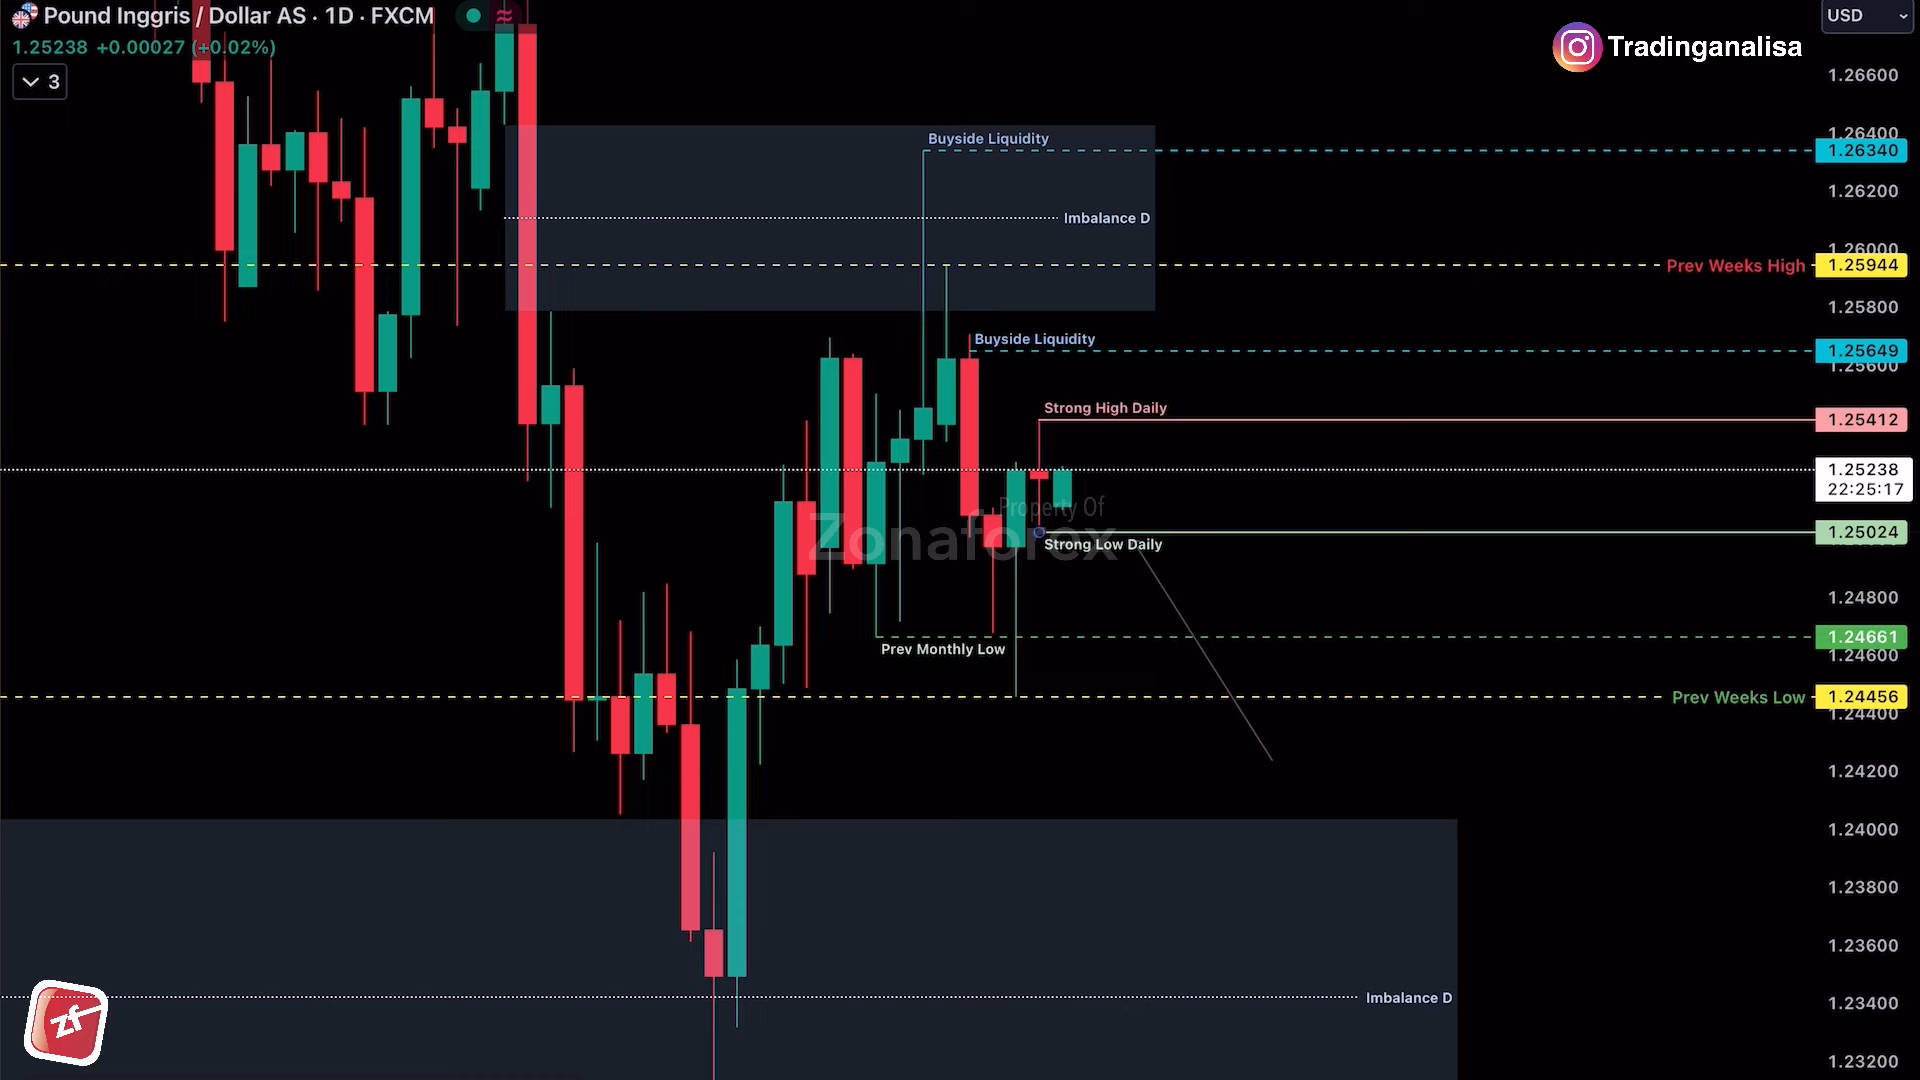 Pound Inggris / Dollar AS · 1D · FXCM
1.25238 +0.00027 (+0.02%)
3
USD
Tradinganalisa
1.26600
1.26400
Buyside Liquidity
1.26340
1.26200
Imbalance D
1.26000
Prev Weeks High
1.25944
1.25800
Buyside Liquidity
1.25649
1.25600
Strong High Daily
1.25412
1.25238
22:25:17
Property Of
Zonaforex
1.25024
Strong Low Daily
1.24800
1.24661
Prev Monthly Low
1.24600
Prev Weeks Low
1.24456
1.24400
1.24200
1.24000
1.23800
1.23600
Imbalance D
1.23400
zf
1.23200